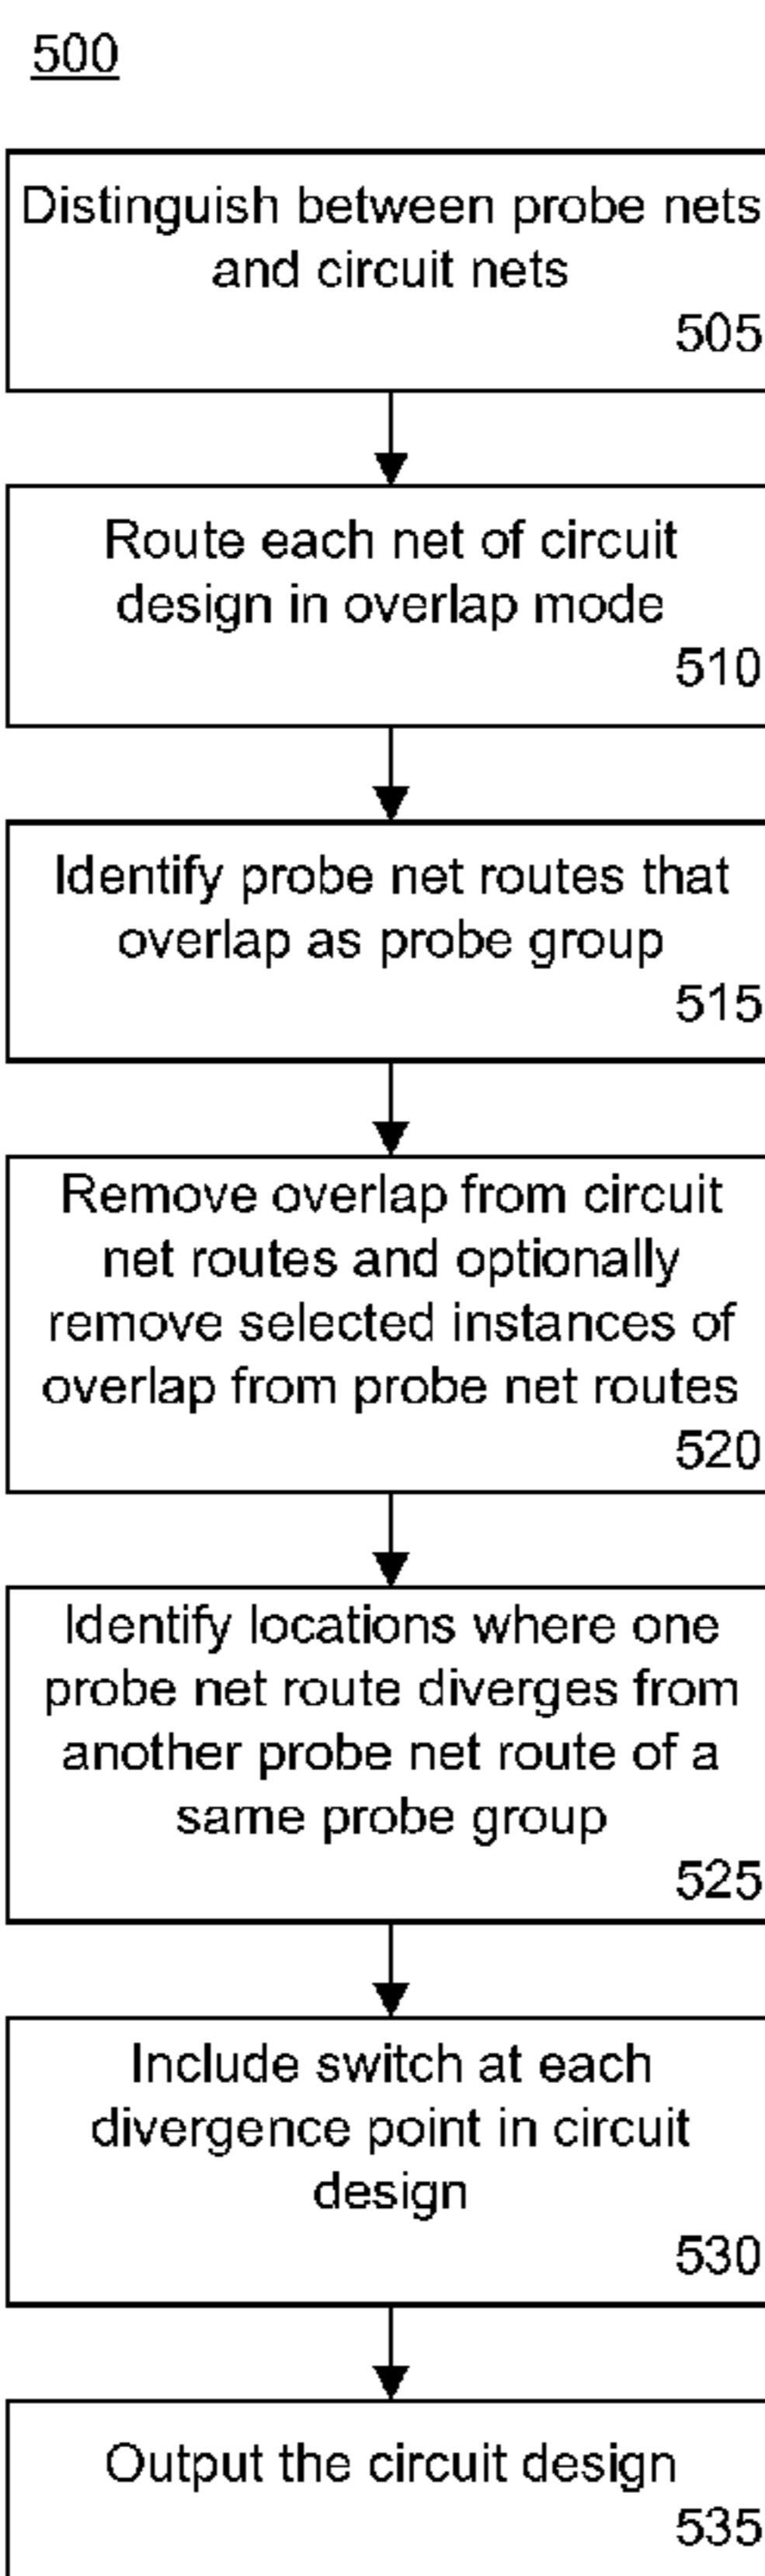 500
Distinguish between probe nets
and circuit nets
505
Route each net of circuit
design in overlap mode
510
Identify probe net routes that
overlap as probe group
515
Remove overlap from circuit
net routes and optionally
remove selected instances of
overlap from probe net routes
520
Identify locations where one
probe net route diverges from
another probe net route of a
same probe group
525
Include switch at each
divergence point in circuit
design
530
Output the circuit design
535